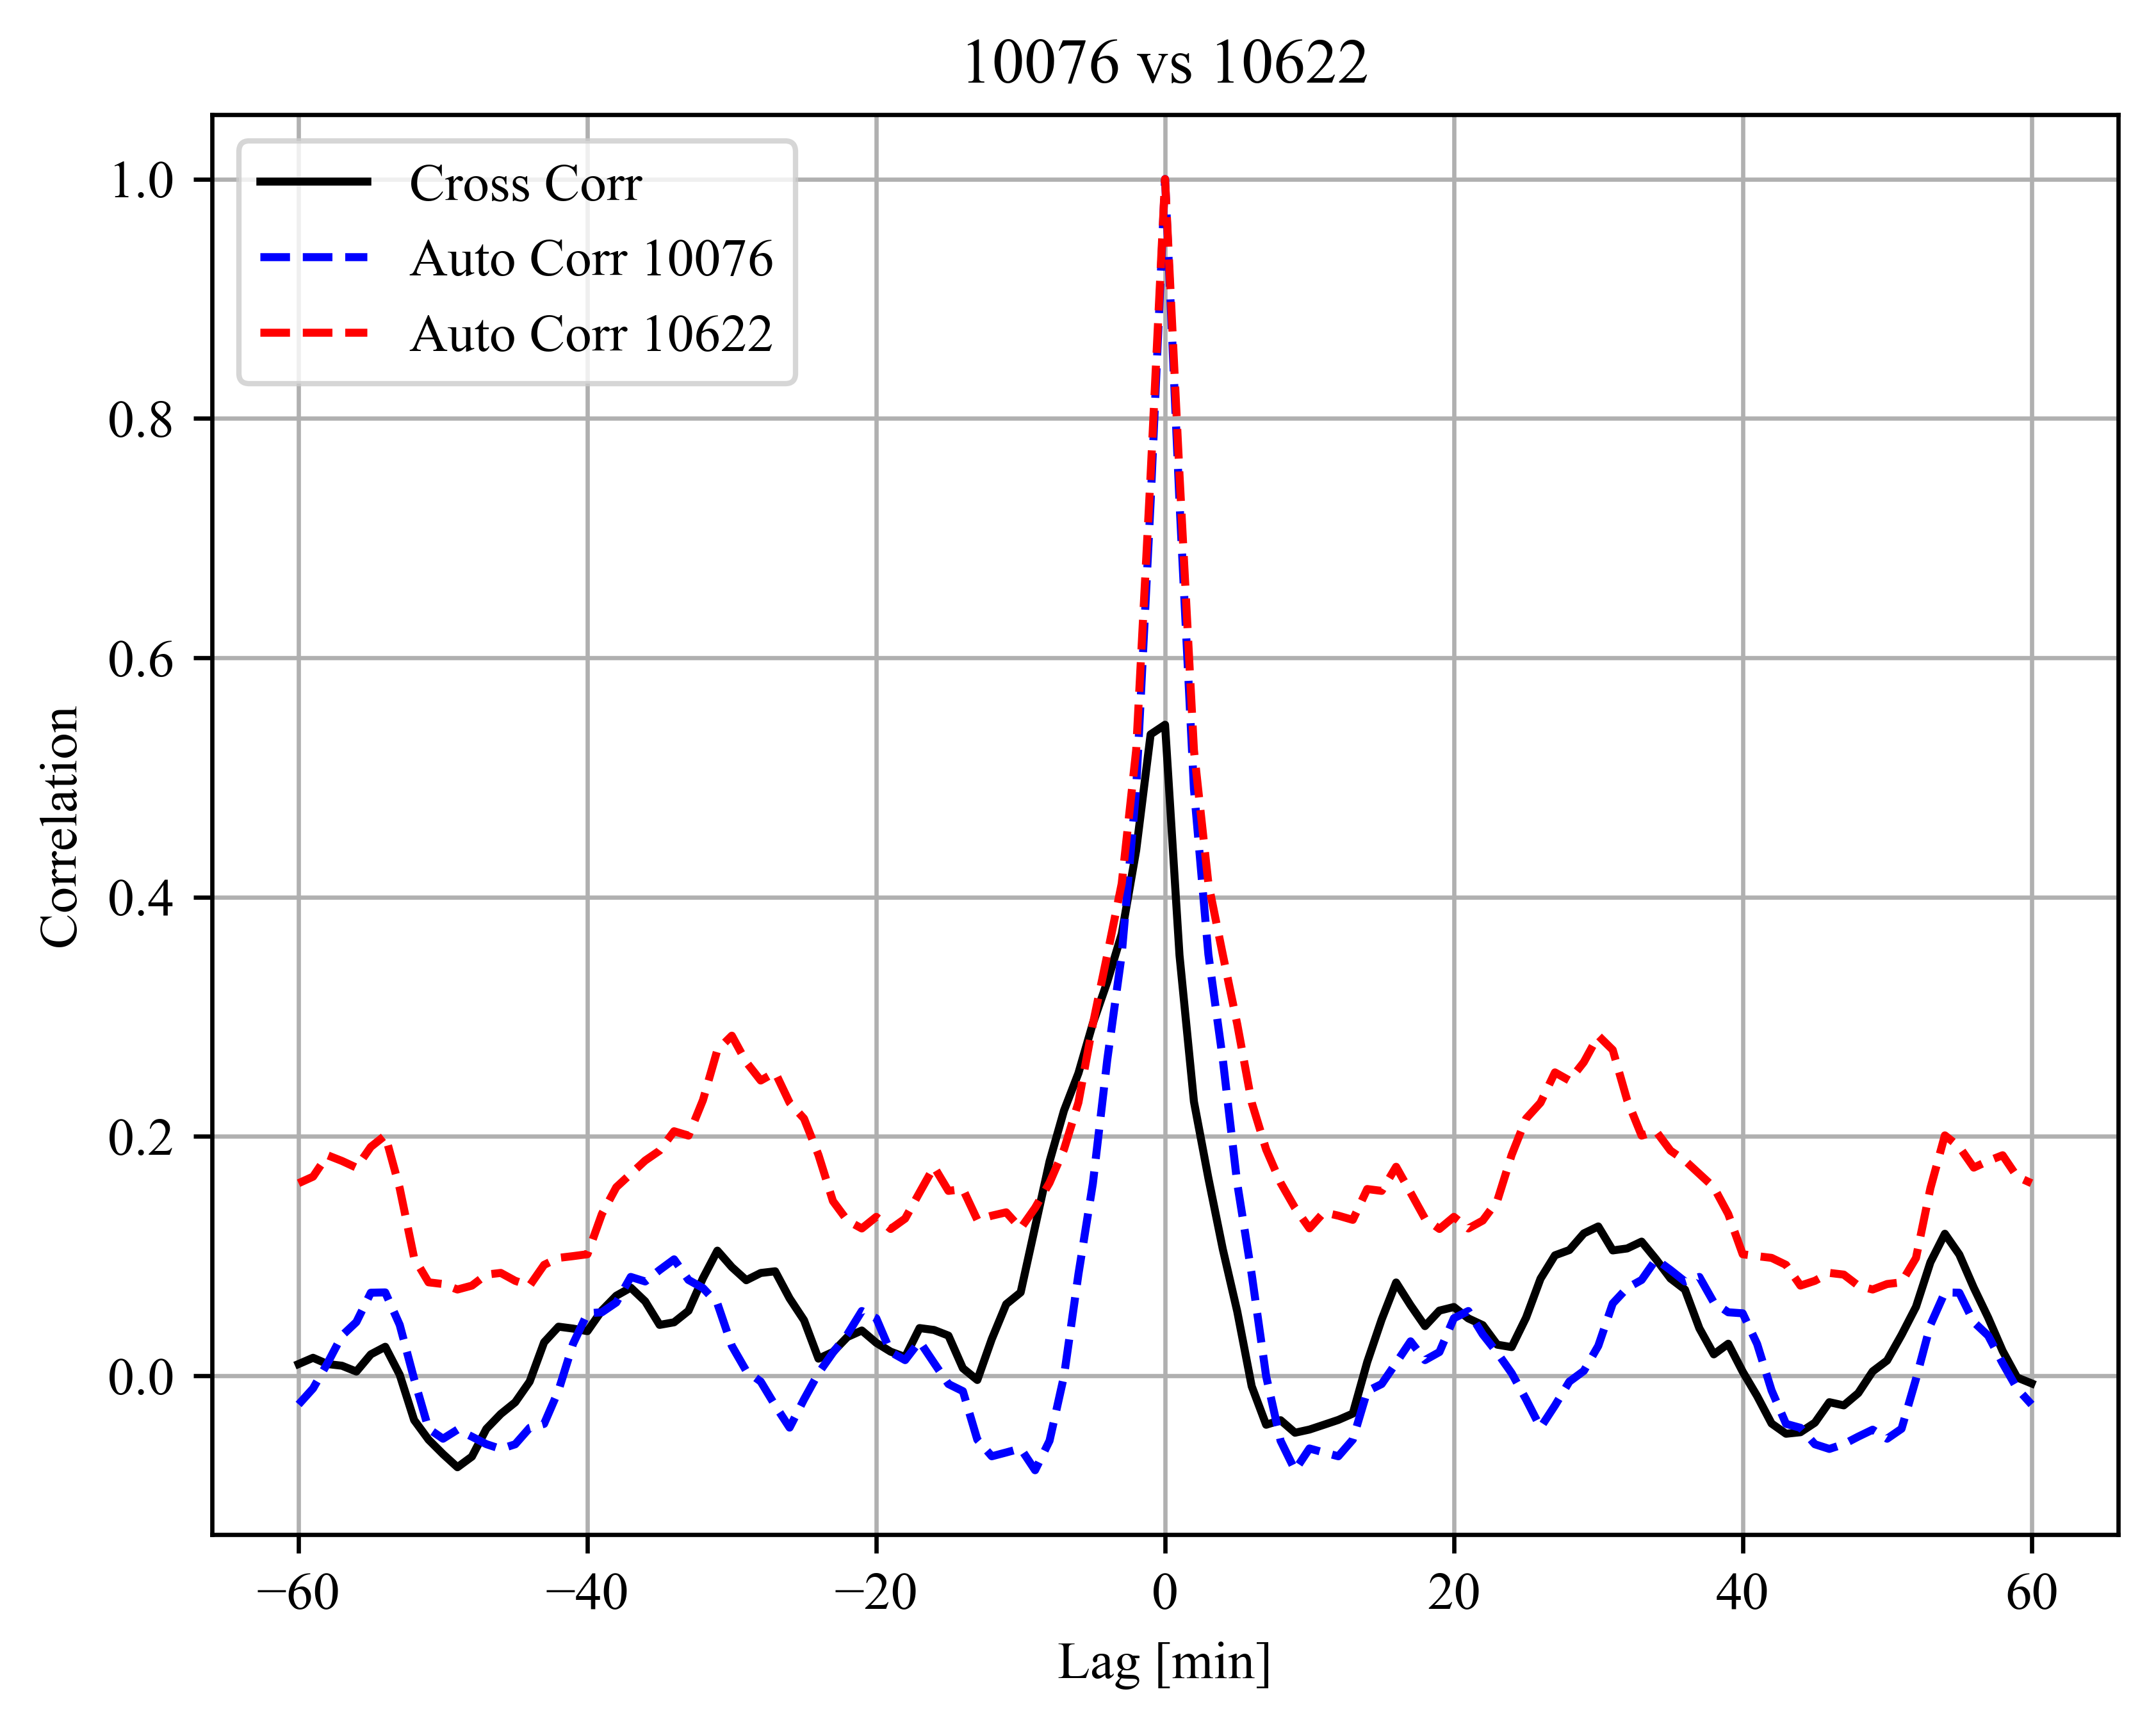 10076 vs 10622
Cross Corr
Auto Corr 10076
Auto Corr 10622
1.0
0.8
0.6
0.4
0.2
0.0
Correlation
−60 −40 −20 0 20 40 60
Lag [min]